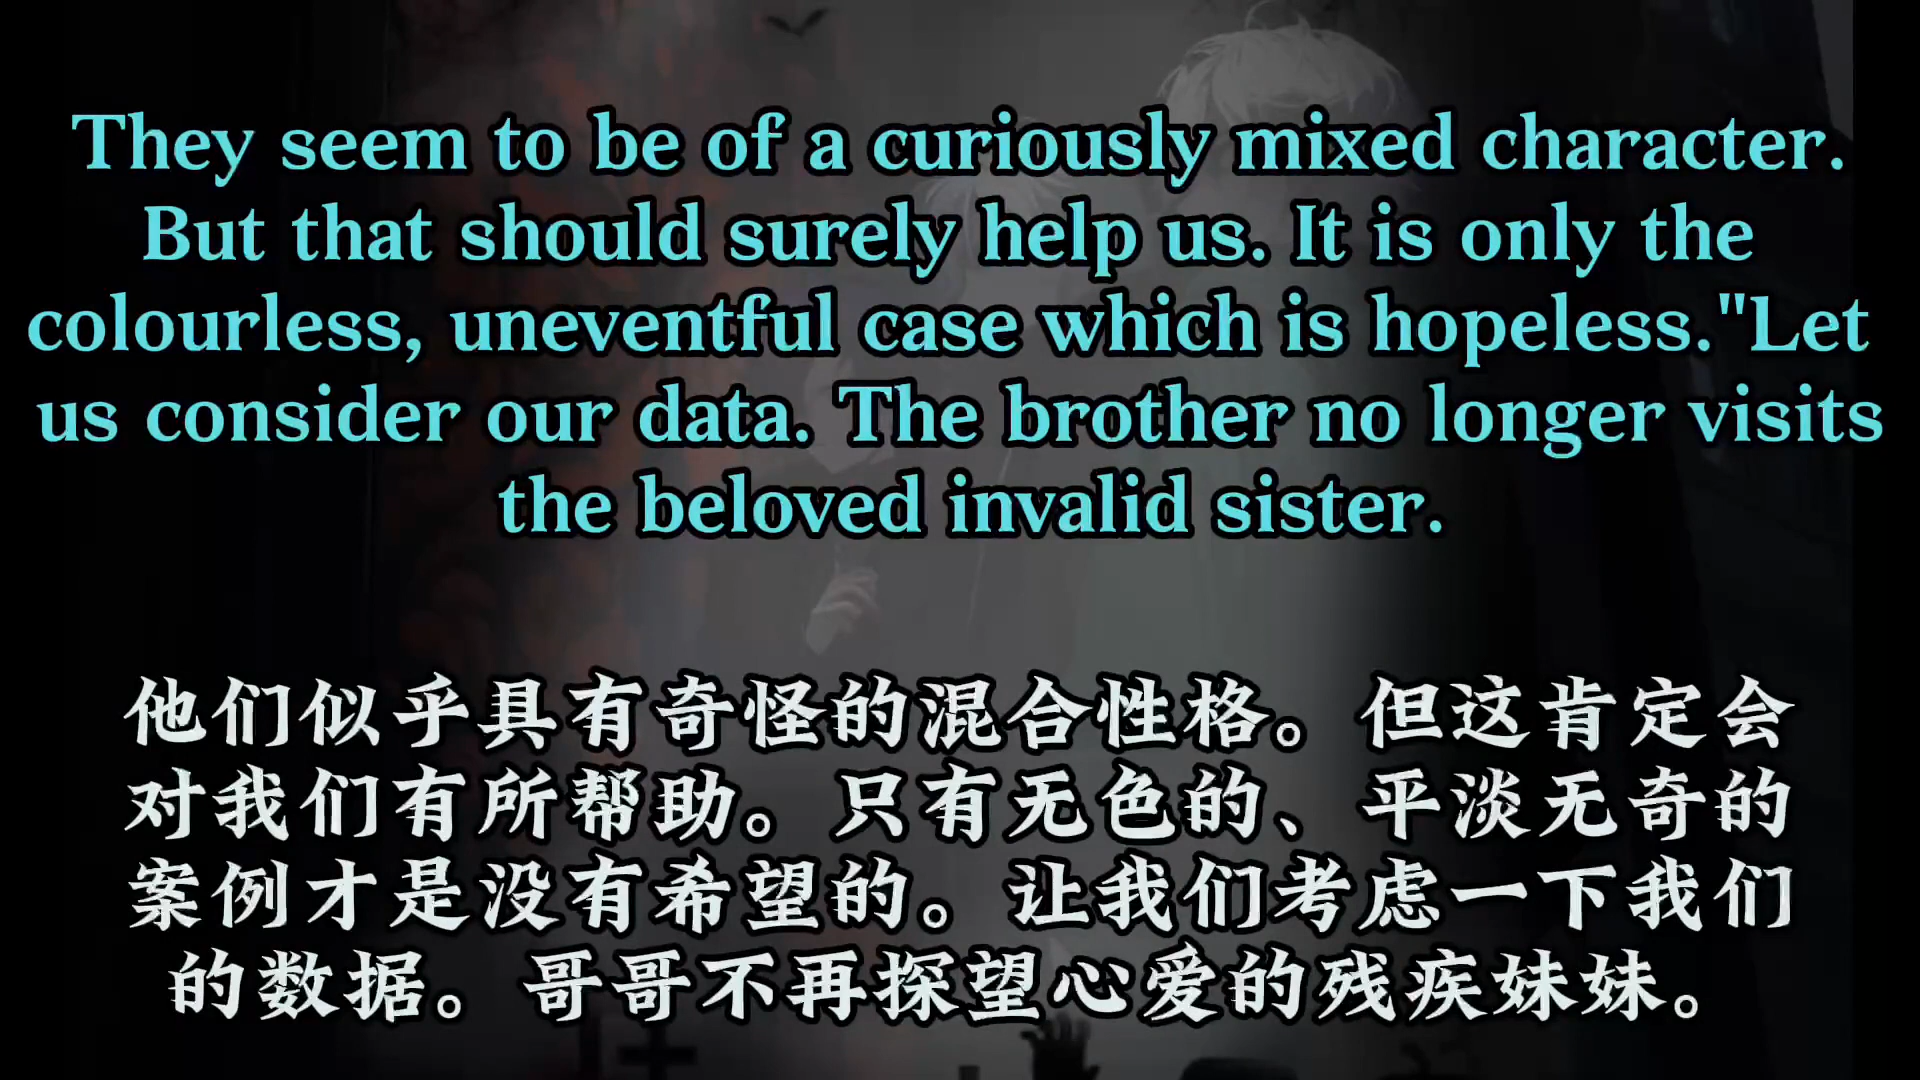 They seem to be of a curiously mixed character.
But that should surely help us. It is only the
colourless, uneventful case which is hopeless."Let
us consider our data. The brother no longer visits
the beloved invalid sister.
他们似乎具有奇怪的混合性格。但这肯定会
对我们有所帮助。只有无色的、平淡无奇的
案例才是没有希望的。让我们考虑一下我们
的数据。哥哥不再探望心爱的残疾妹妹。